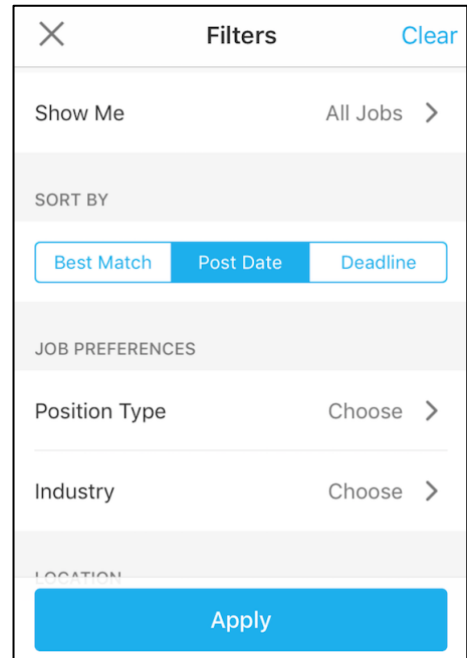 Filters Clear
Show Me All Jobs
SORT BY
Best Match Post Date Deadline
JOB PREFERENCES
Position Type Choose
Industry Choose
LOCATION
Apply